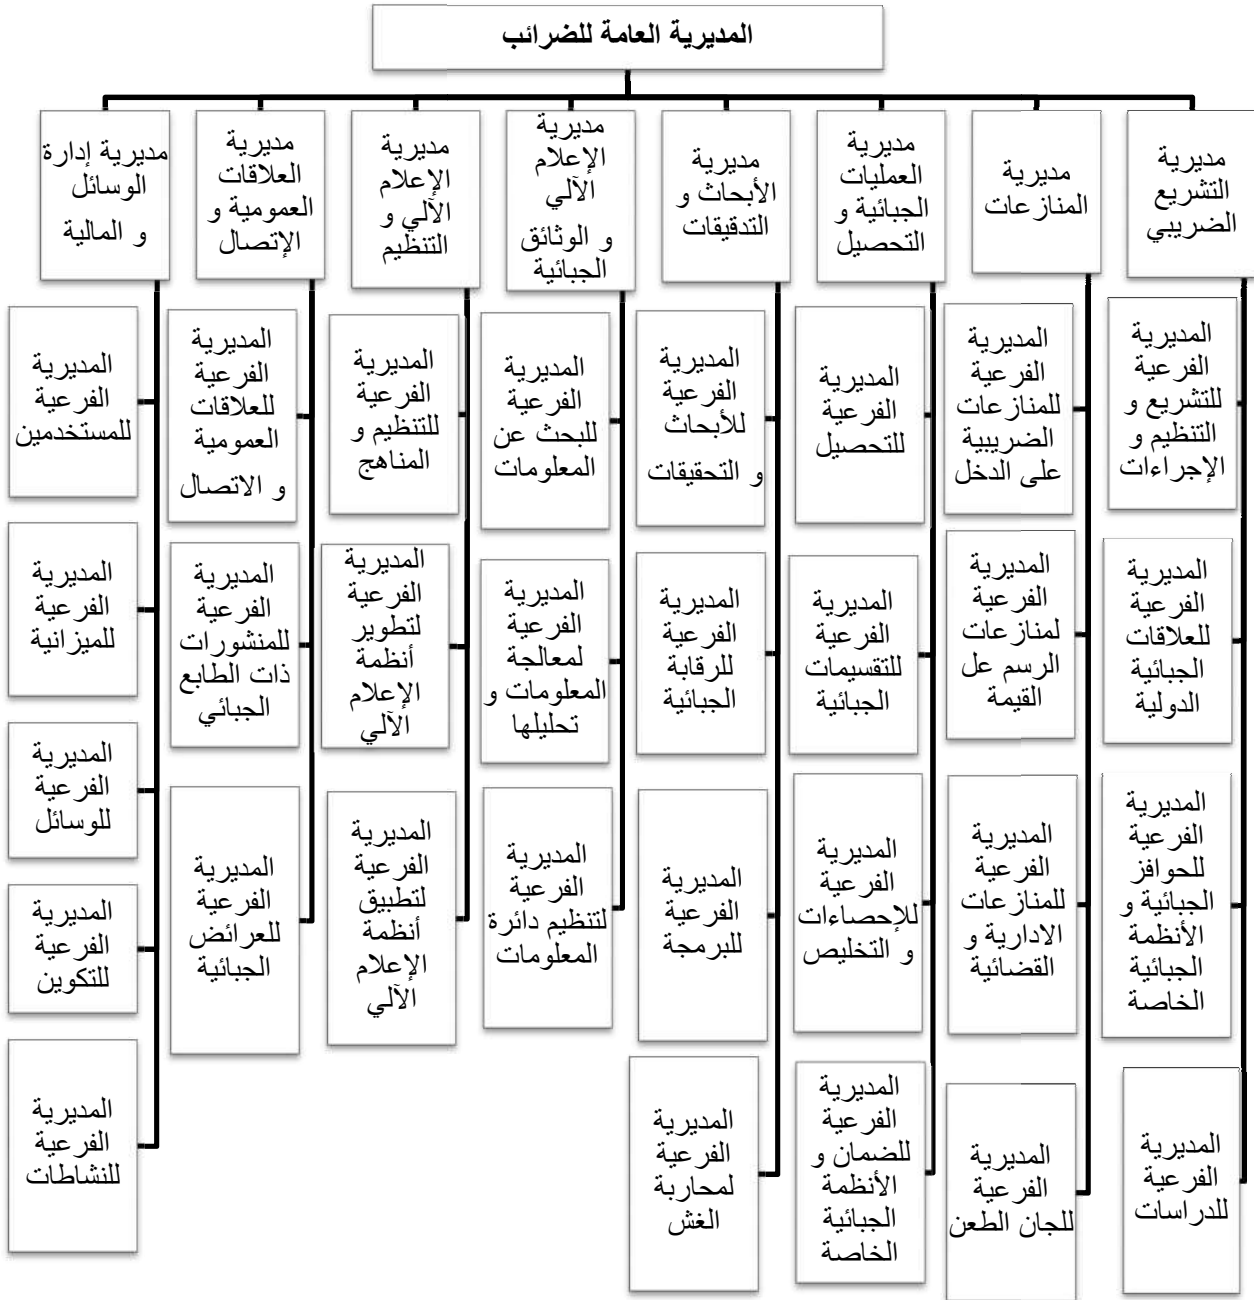 المديرية العامة للضرائب
مديرية
التشريع
الضريبي
المديرية
الفرعية
للتشريع و
التنظيم و
الإجراءات
المديرية
الفرعية
للعلاقات
الجبائية
الدولية
المديرية
الفرعية
للحوافز
الجبائية و
الأنظمة
الجبائية
الخاصة
المديرية
الفرعية
للدراسات
مديرية
المنازعات
المديرية
الفرعية
للمنازعات
الضريبية
على الدخل
المديرية
الفرعية
لمنازعات
الرسم عل
القيمة
المديرية
الفرعية
للمنازعات
الادارية و
القضائية
المديرية
الفرعية
للجان الطعن
مديرية
العمليات
الجبائية و
التحصيل
المديرية
الفرعية
للتحصيل
المديرية
الفرعية
للتقسيمات
الجبائية
المديرية
الفرعية
للإحصاءات
و التخليص
المديرية
الفرعية
للضمان و
الأنظمة
الجبائية
الخاصة
مديرية
الأبحاث و
التدقيقات
المديرية
الفرعية
للأبحاث
و التحقيقات
المديرية
الفرعية
للرقابة
الجبائية
المديرية
الفرعية
للبرمجة
المديرية
الفرعية
لمحاربة
الغش
مديرية
الإعلام
الآلي
و الوثائق
الجبائية
المديرية
الفرعية
للبحث عن
المعلومات
المديرية
الفرعية
لمعالجة
المعلومات و
تحليلها
المديرية
الفرعية
لتنظيم دائرة
المعلومات
مديرية
الإعلام
الآلي و
التنظيم
المديرية
الفرعية
للتنظيم و
المناهج
المديرية
الفرعية
لتطوير
أنظمة
الإعلام
الآلي
المديرية
الفرعية
لتطبيق
أنظمة
الإعلام
الآلي
مديرية
العلاقات
العمومية و
الإتصال
المديرية
الفرعية
للعلاقات
العمومية
و الاتصال
المديرية
الفرعية
للمنشورات
ذات الطابع
الجبائي
المديرية
الفرعية
للعرائض
الجبائية
مديرية إدارة
الوسائل
و المالية
المديرية
الفرعية
للمستخدمين
المديرية
الفرعية
للميزانية
المديرية
الفرعية
للوسائل
المديرية
الفرعية
للتكوين
المديرية
الفرعية
للنشاطات